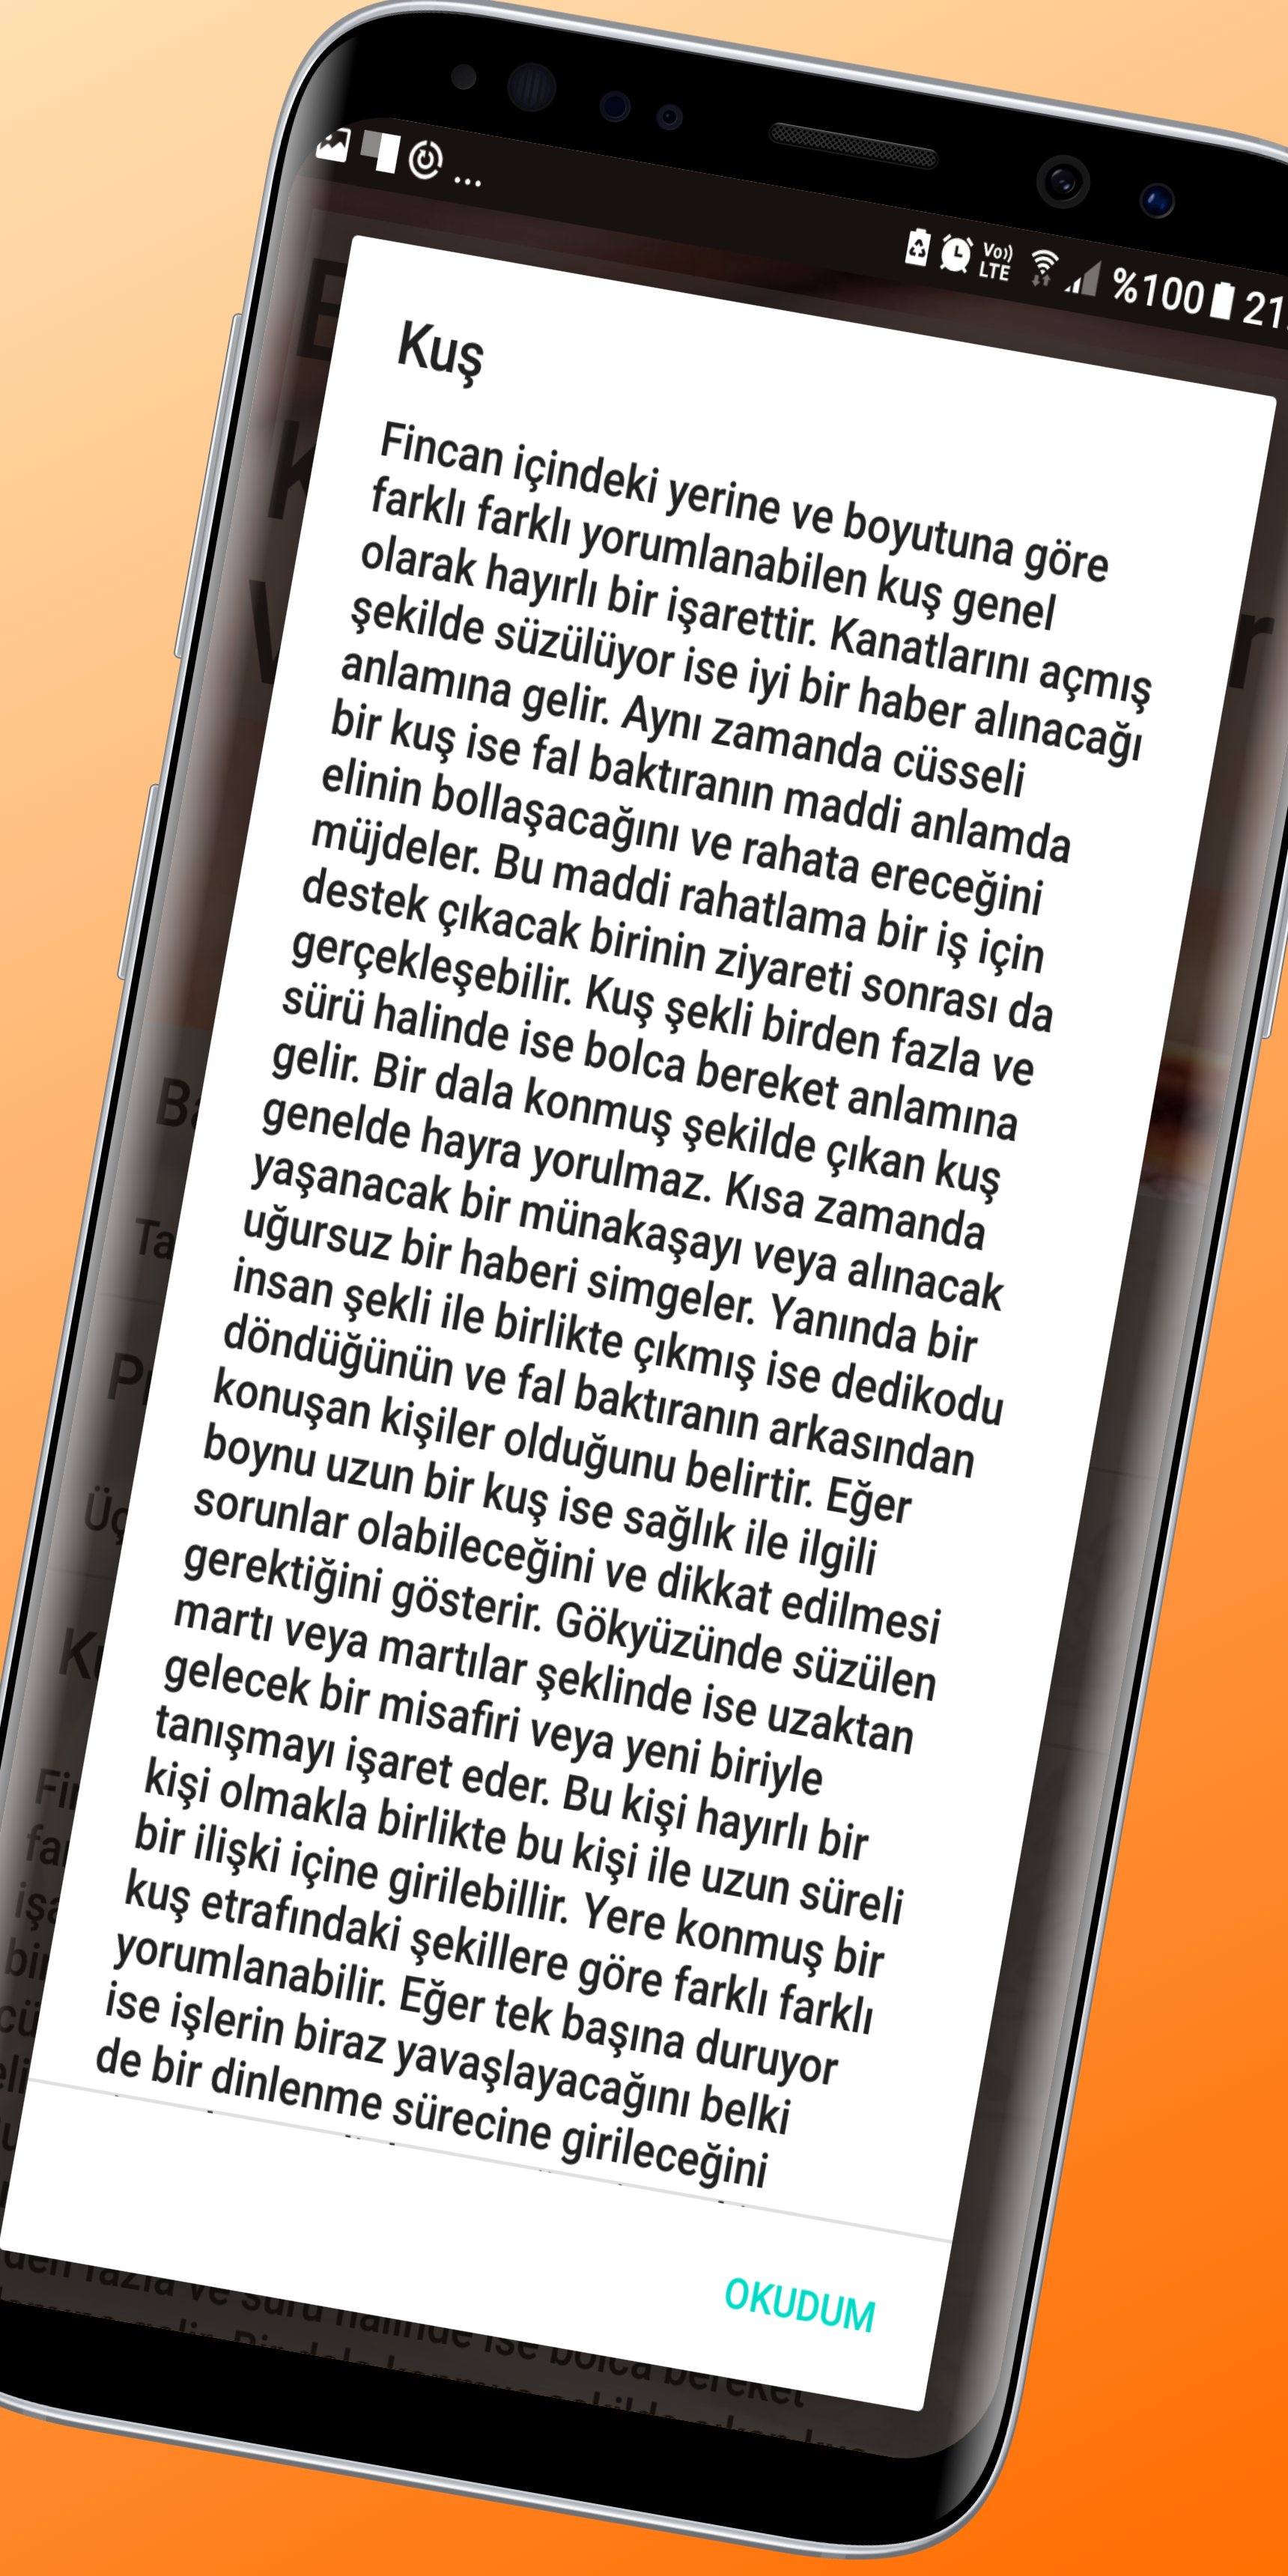 Vo)) LTE %100 21
Kuş
Fincan içindeki yerine ve boyutuna göre
farklı farklı yorumlanabilen kuş genel
olarak hayırlı bir işarettir. Kanatlarını açmış
şekilde süzülüyor ise iyi bir haber alınacağı
anlamına gelir. Aynı zamanda cüsseli
bir kuş ise fal baktıranın maddi anlamda
elinin bollaşacağını ve rahata ereceğini
müjdeler. Bu maddi rahatlama bir iş için
destek çıkacak birinin ziyareti sonrası da
gerçekleşebilir. Kuş şekli birden fazla ve
sürü halinde ise bolca bereket anlamına
gelir. Bir dala konmuş şekilde çıkan kuş
genelde hayra yorulmaz. Kısa zamanda
yaşanacak bir münakaşayı veya alınacak
uğursuz bir haberi simgeler. Yanında bir
insan şekli ile birlikte çıkmış ise dedikodu
döndüğünün ve fal baktıranın arkasından
konuşan kişiler olduğunu belirtir. Eğer
boynu uzun bir kuş ise sağlık ile ilgili
sorunlar olabileceğini ve dikkat edilmesi
gerektiğini gösterir. Gökyüzünde süzülen
martı veya martılar şeklinde ise uzaktan
gelecek bir misafiri veya yeni biriyle
tanışmayı işaret eder. Bu kişi hayırlı bir
kişi olmakla birlikte bu kişi ile uzun süreli
bir ilişki içine girilebillir. Yere konmuş bir
kuş etrafındaki şekillere göre farklı farklı
yorumlanabilir. Eğer tek başına duruyor
ise işlerin biraz yavaşlayacağını belki
de bir dinlenme sürecine girileceğini
OKUDUM
fazla ve sürü halinde ise bolca bereket